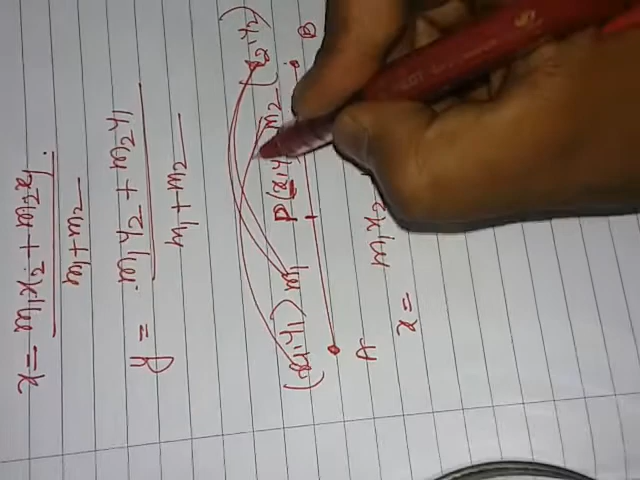 x = m1x2 + m2x1
m1 + m2
y = m1y2 + m2y1
m1 + m2
(x1, y1) m1 P(x, y) m2 (x2, y2)
A B
x = m1x2